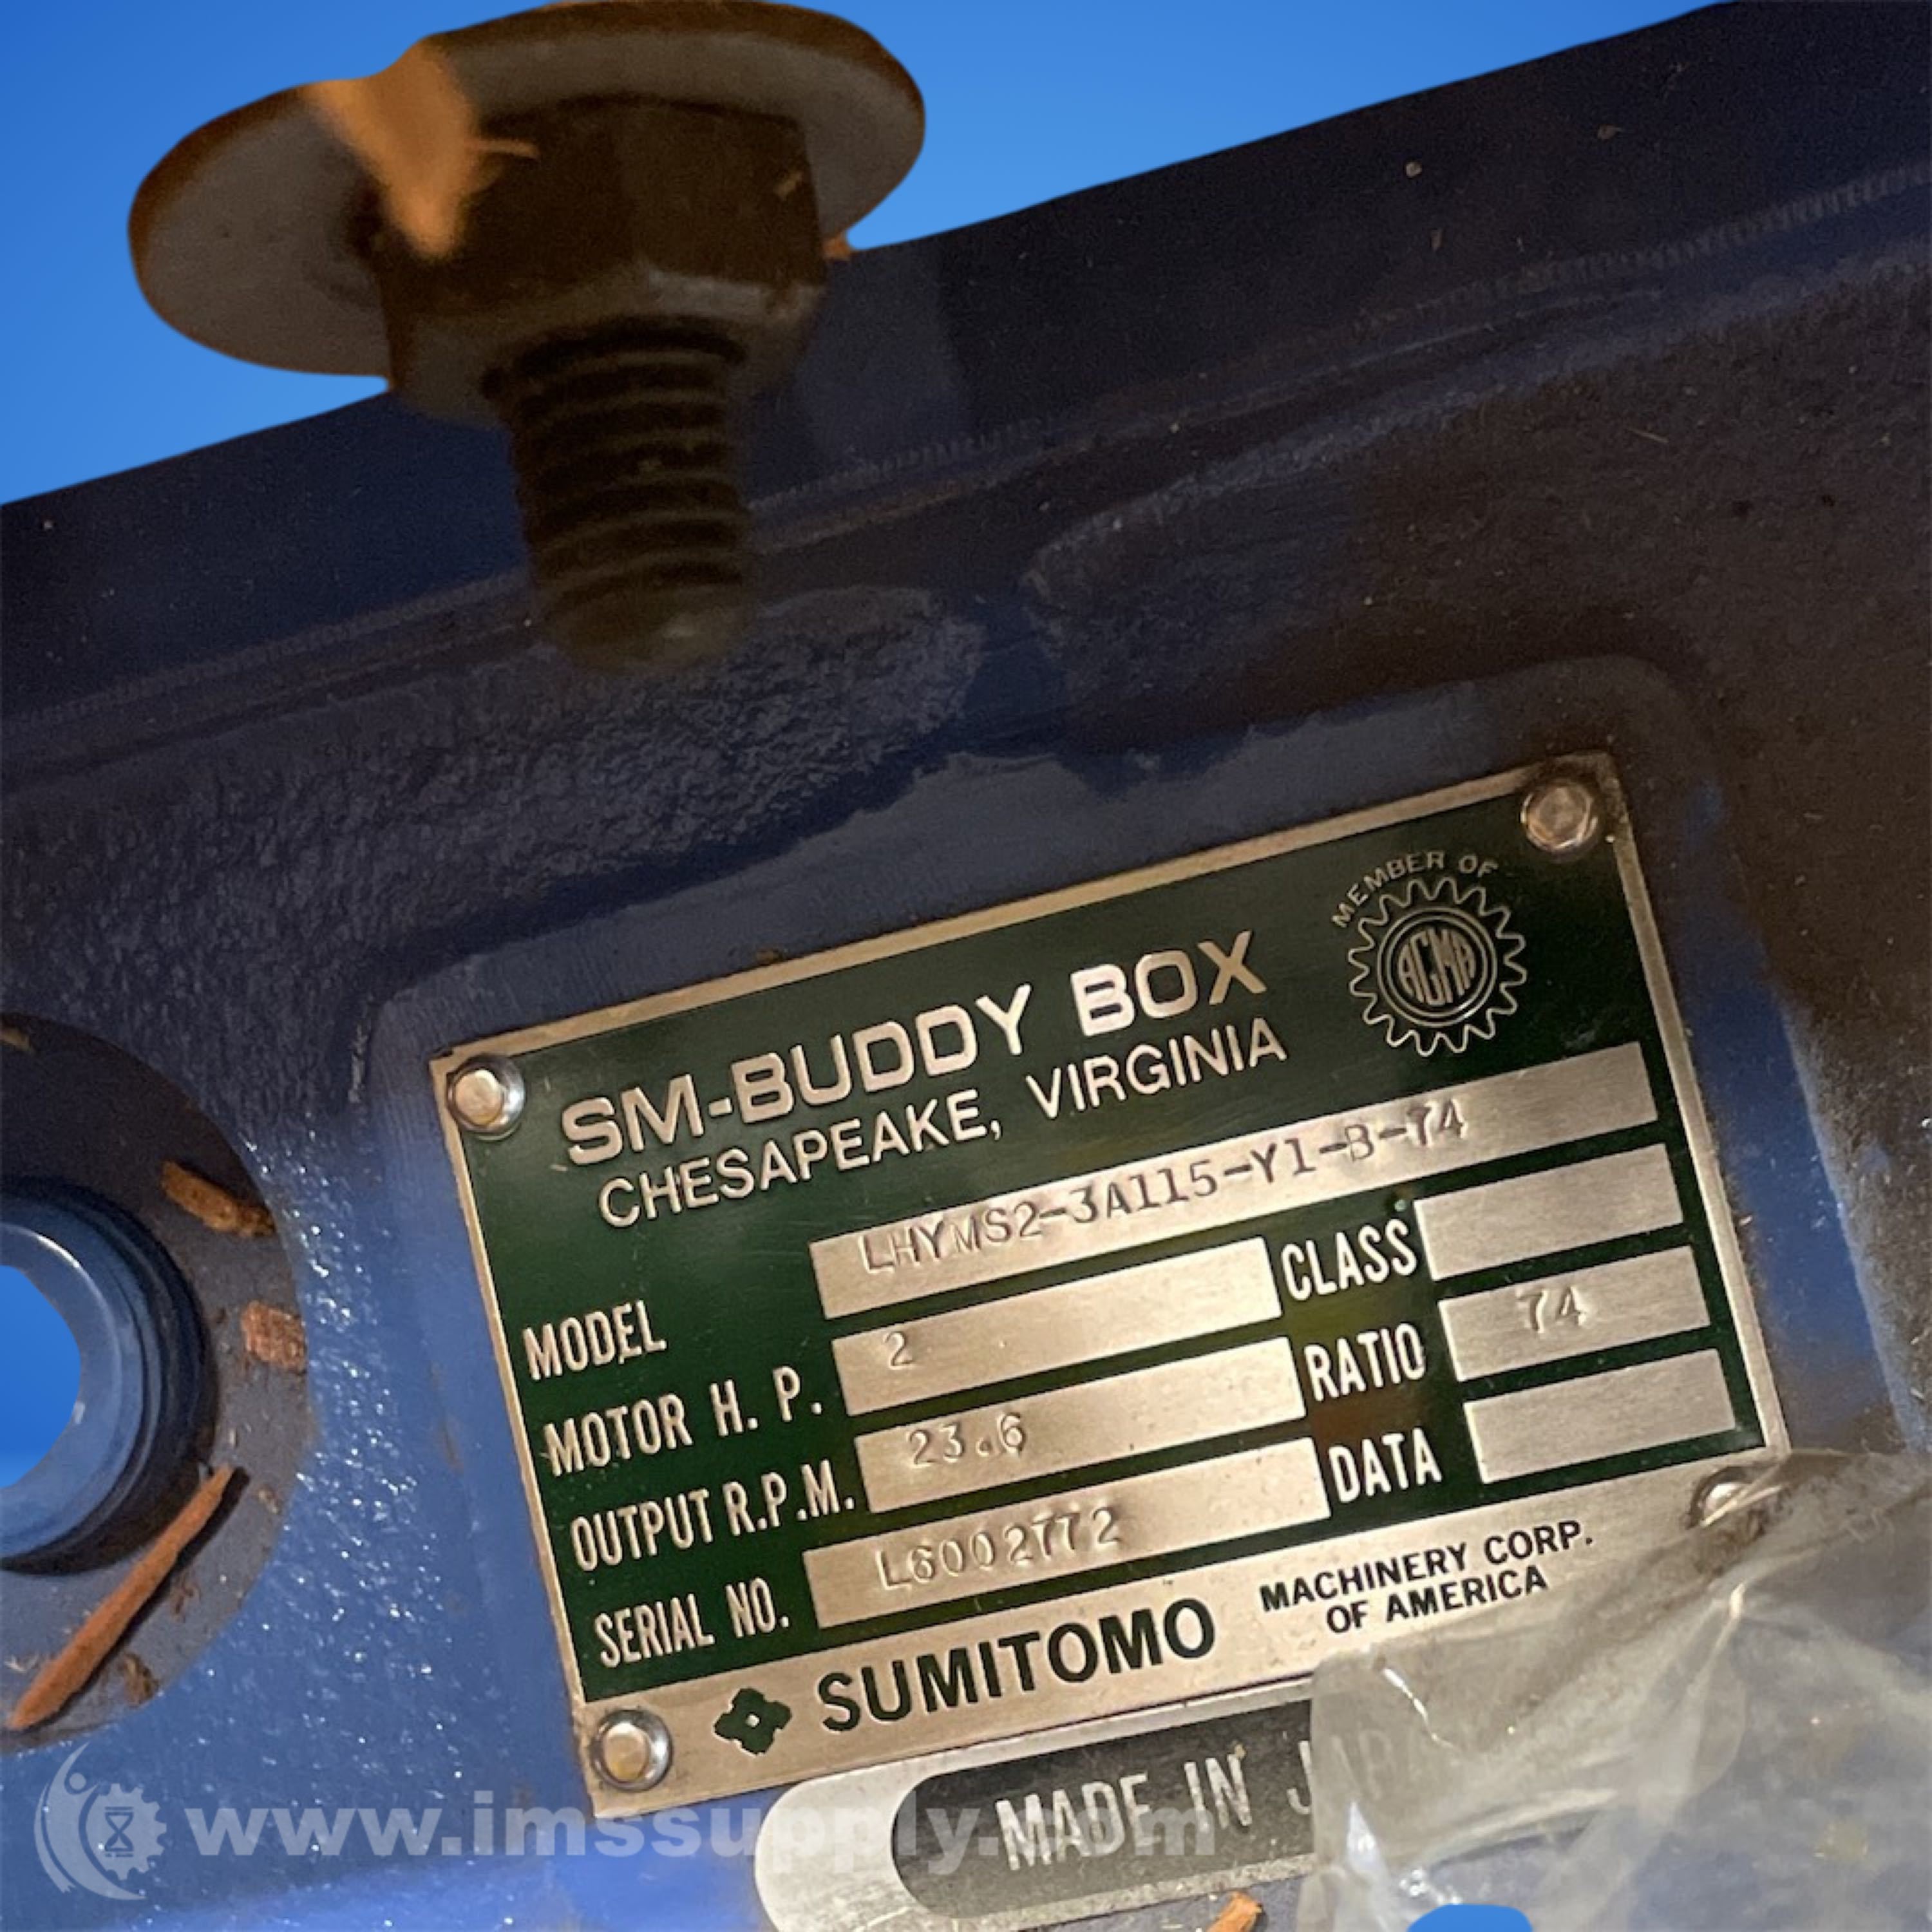 MEMBER OF
AGMA
SM-BUDDY BOX
CHESAPEAKE, VIRGINIA
MODEL LHYMS2-3A115-Y1-B-74
MOTOR H. P. 2 CLASS
OUTPUT R.P.M. 23.6 RATIO 74
SERIAL NO. L6002772 DATA
SUMITOMO MACHINERY CORP.
OF AMERICA
MADE IN JAPAN
www.imssupply.com